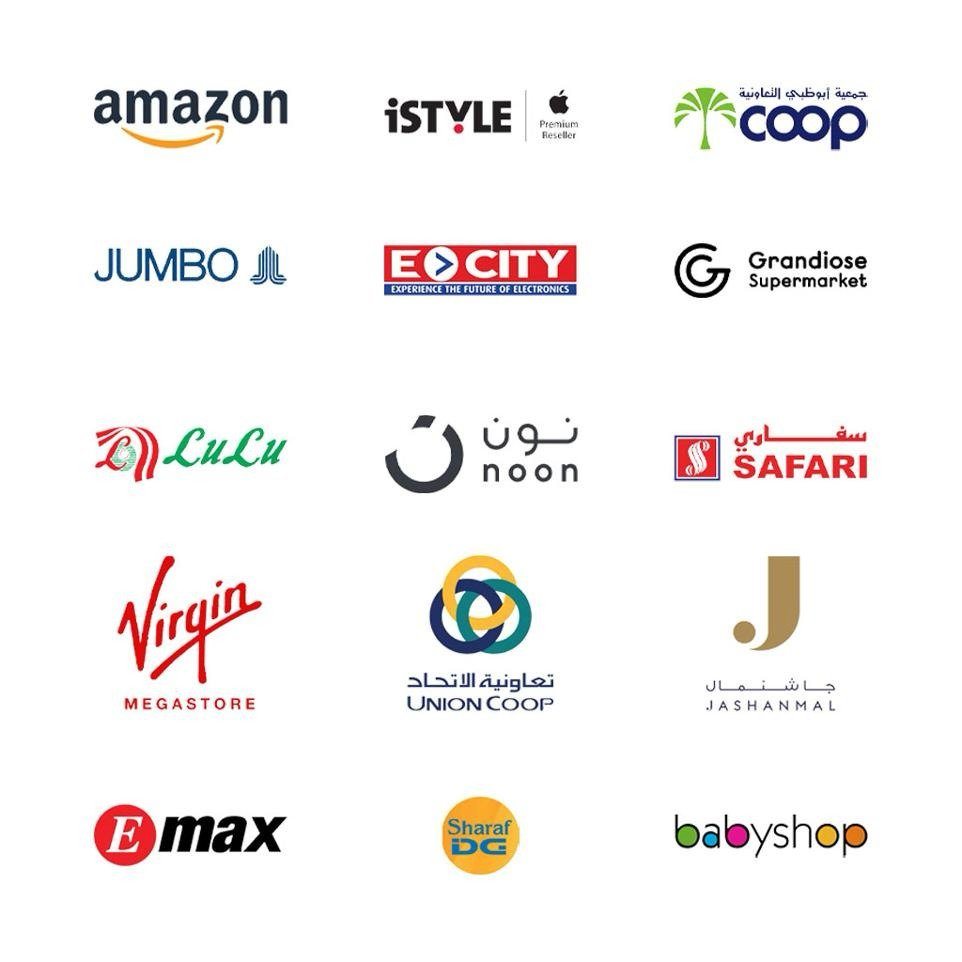 amazon
iSTYLE
Premium
Reseller
جمعية أبوظبي التعاونية
coop
JUMBO
E CITY
EXPERIENCE THE FUTURE OF ELECTRONICS
Grandiose
Supermarket
LuLu
نون
noon
سفاري
SAFARI
Virgin
MEGASTORE
تعاونية الاتحاد
UNION COOP
J
جاشنمال
JASHANMAL
Emax
Sharaf
DG
babyshop